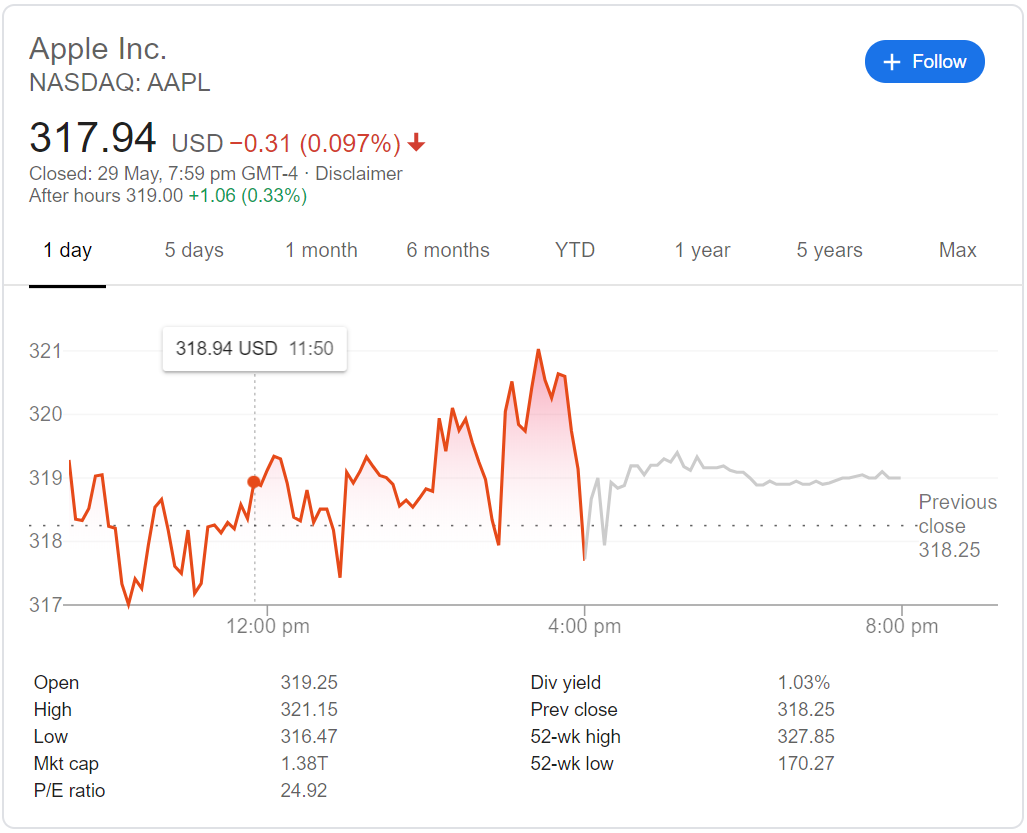 Apple Inc.
NASDAQ: AAPL
+ Follow
317.94 USD −0.31 (0.097%)
Closed: 29 May, 7:59 pm GMT-4 · Disclaimer
After hours 319.00 +1.06 (0.33%)
1 day 5 days 1 month 6 months YTD 1 year 5 years Max
318.94 USD 11:50
321
320
319
318
317
Previous
close
318.25
12:00 pm 4:00 pm 8:00 pm
Open 319.25 Div yield 1.03%
High 321.15 Prev close 318.25
Low 316.47 52-wk high 327.85
Mkt cap 1.38T 52-wk low 170.27
P/E ratio 24.92